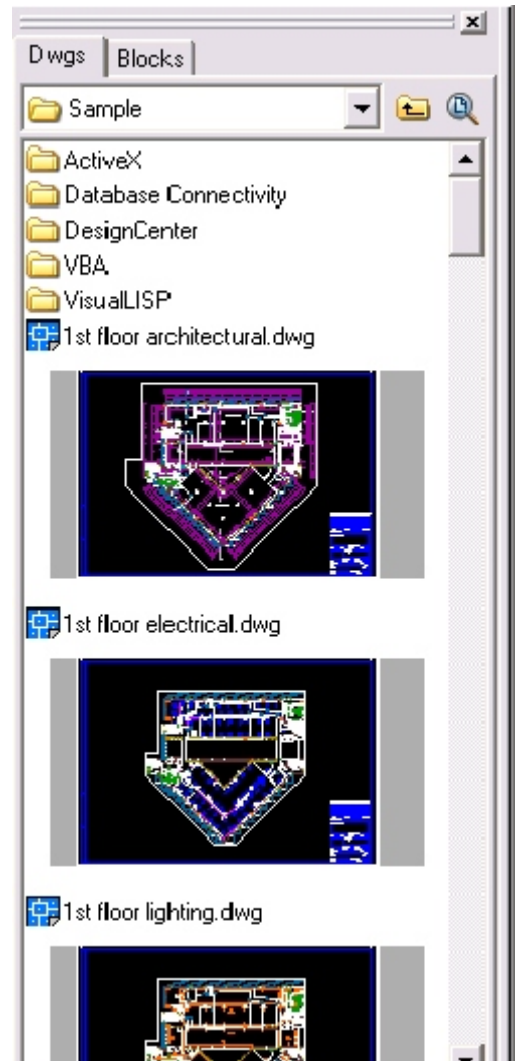 Dwgs Blocks
Sample
ActiveX
Database Connectivity
DesignCenter
VBA
VisualLISP
1st floor architectural.dwg
1st floor electrical.dwg
1st floor lighting.dwg